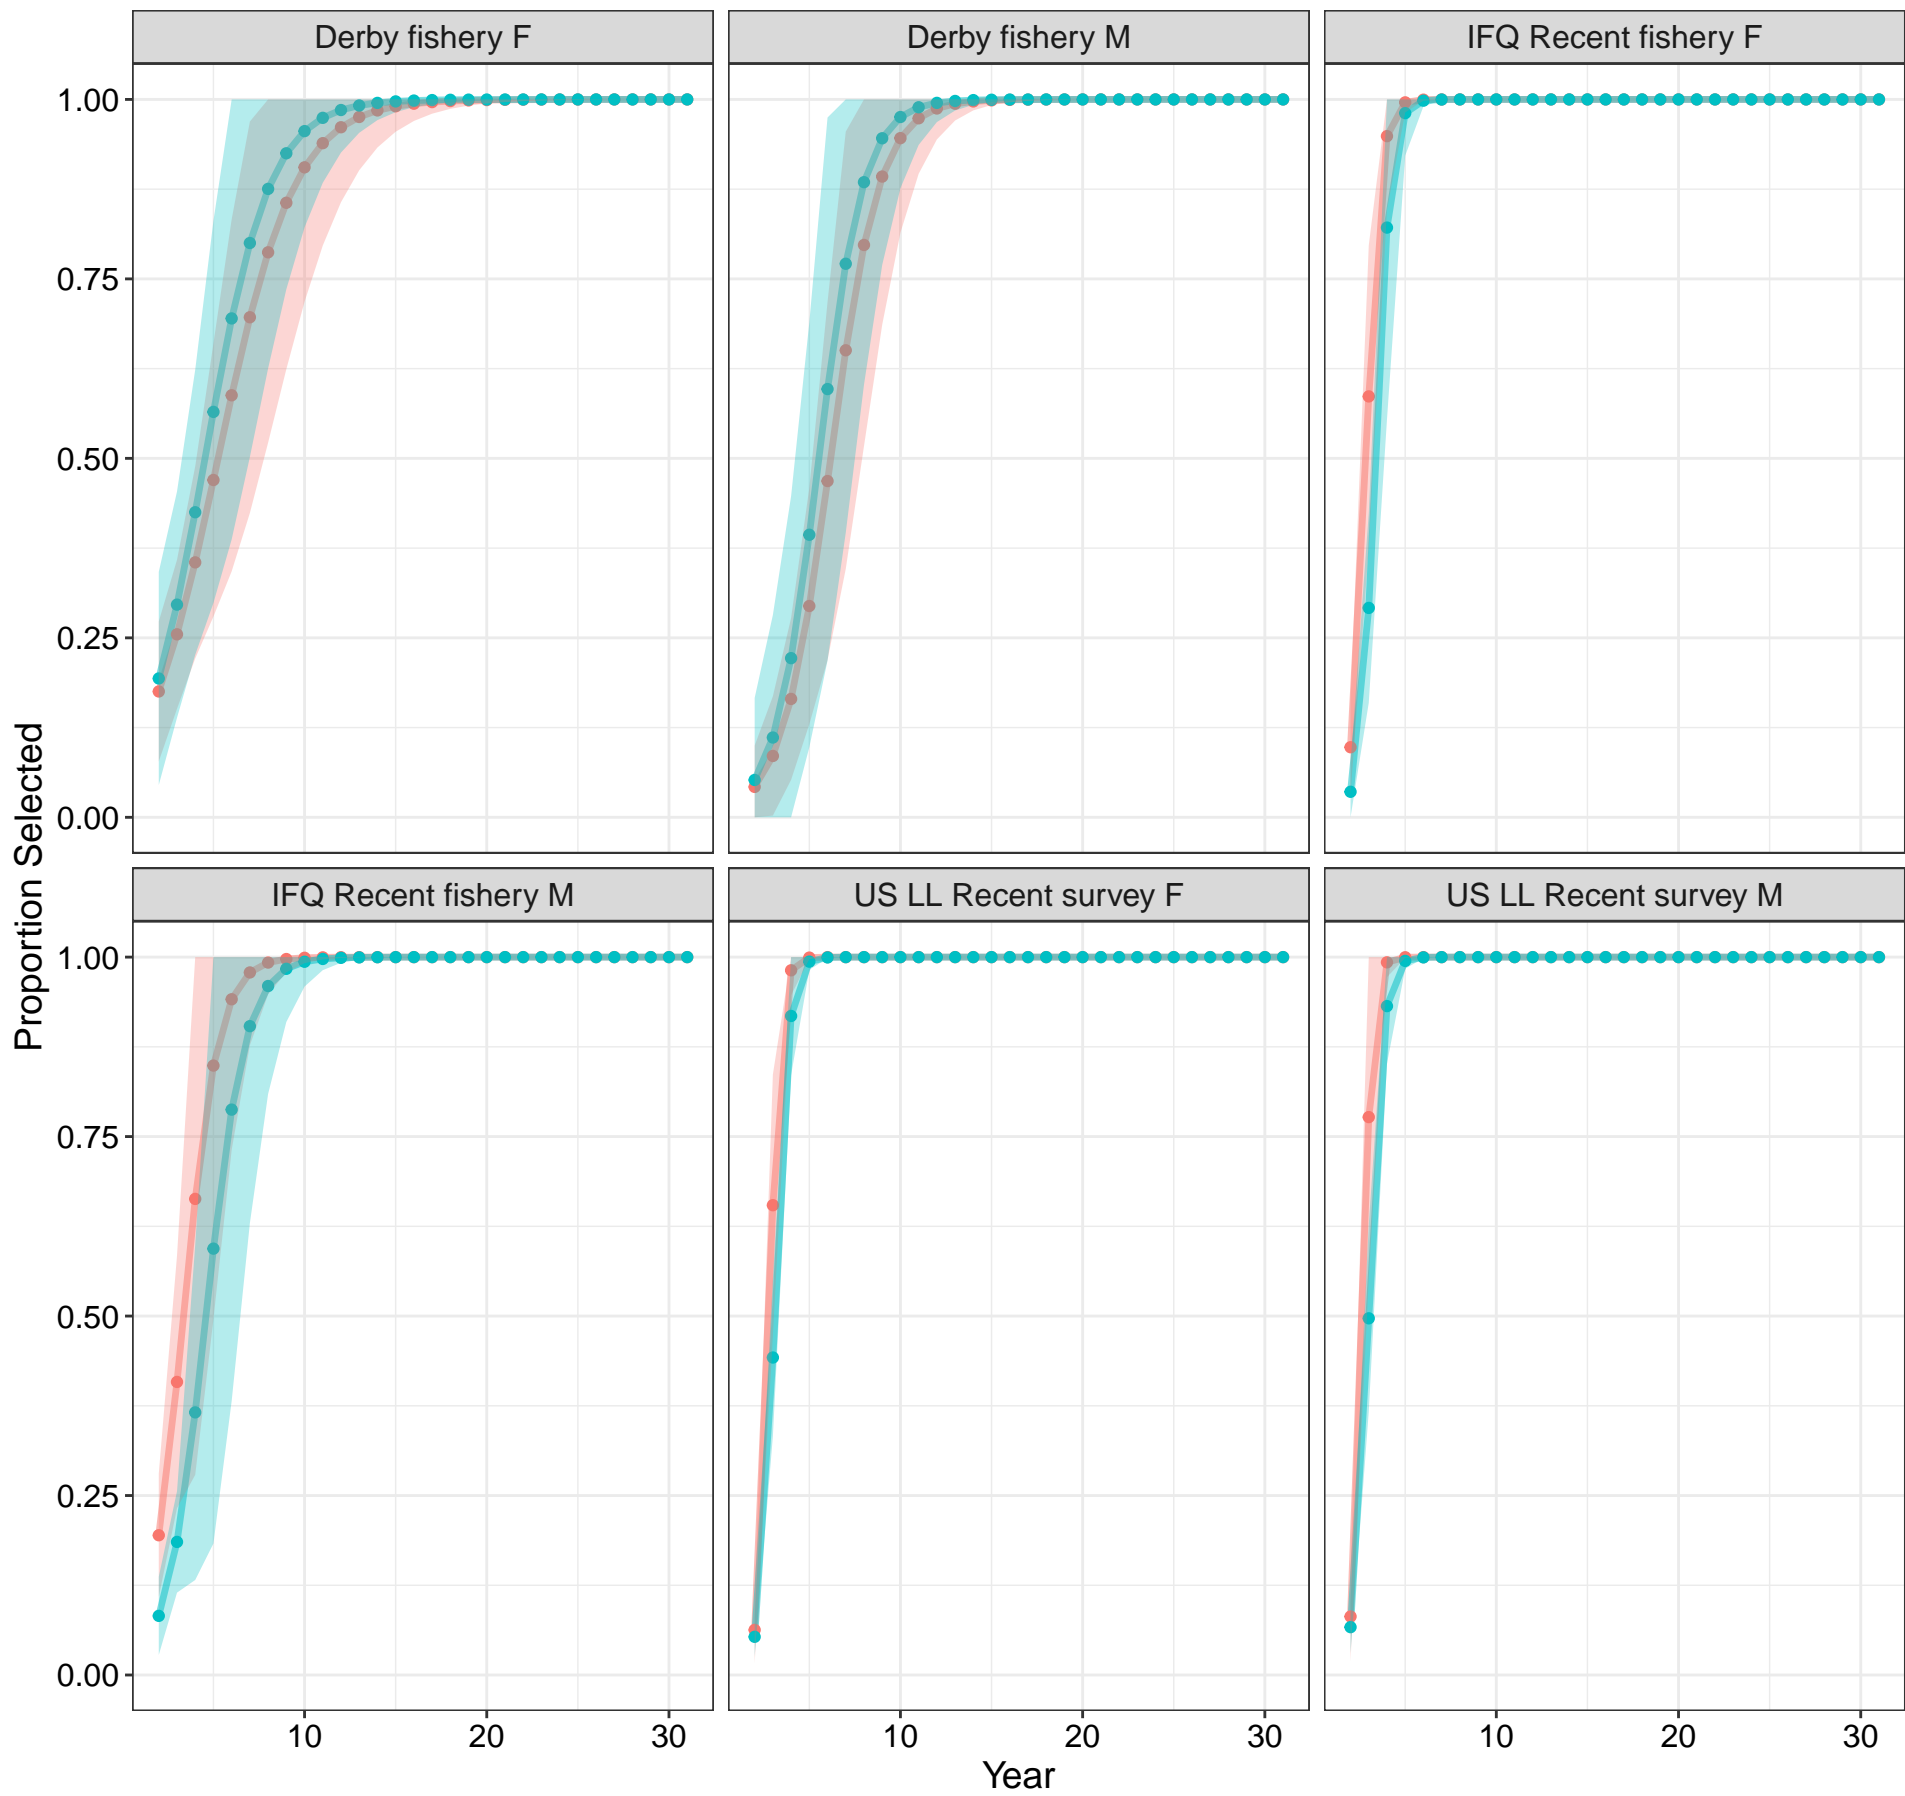 Derby fishery F
Derby fishery M
IFQ Recent fishery F
1.00
0.75
0.50
0.25
0.00
Proportion Selected
IFQ Recent fishery M
US LL Recent survey F
US LL Recent survey M
1.00
0.75
0.50
0.25
0.00
10 20 30 10 20 30 10 20 30
Year